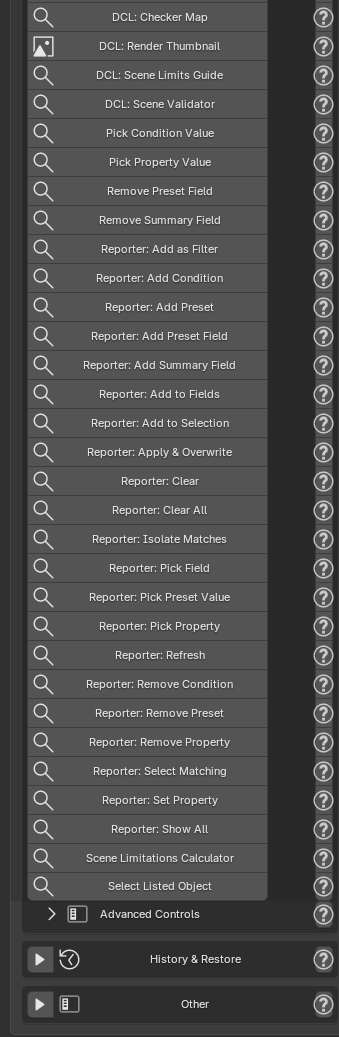 DCL: Checker Map
DCL: Render Thumbnail
DCL: Scene Limits Guide
DCL: Scene Validator
Pick Condition Value
Pick Property Value
Remove Preset Field
Remove Summary Field
Reporter: Add as Filter
Reporter: Add Condition
Reporter: Add Preset
Reporter: Add Preset Field
Reporter: Add Summary Field
Reporter: Add to Fields
Reporter: Add to Selection
Reporter: Apply & Overwrite
Reporter: Clear
Reporter: Clear All
Reporter: Isolate Matches
Reporter: Pick Field
Reporter: Pick Preset Value
Reporter: Pick Property
Reporter: Refresh
Reporter: Remove Condition
Reporter: Remove Preset
Reporter: Remove Property
Reporter: Select Matching
Reporter: Set Property
Reporter: Show All
Scene Limitations Calculator
Select Listed Object
Advanced Controls
History & Restore
Other